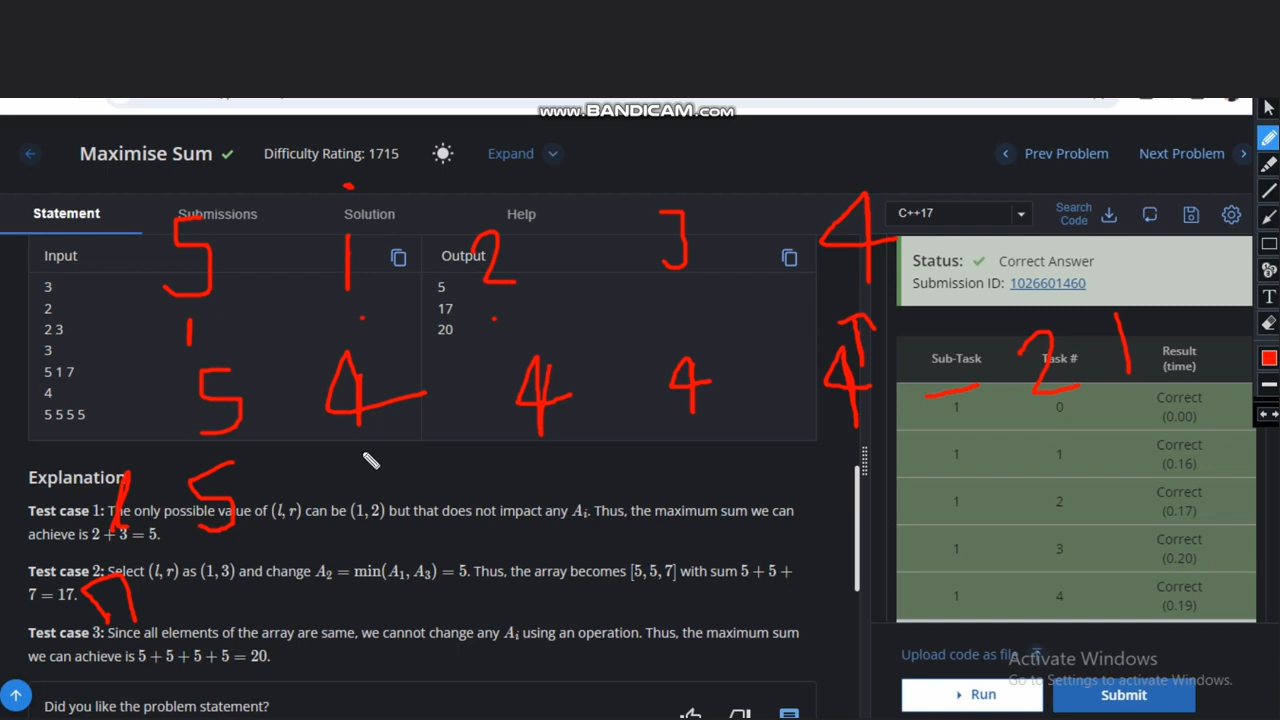 WWW.BANDICAM.COM
Maximise Sum Difficulty Rating: 1715 Expand Prev Problem Next Problem
Statement Submissions Solution Help C++17 Search Code
5 1 2 3 4
Input Output
3
2
2 3
3
5 1 7
4
5 5 5 5
5
17
20
1
5 4 4 4 4
5
Status: Correct Answer
Submission ID: 1026601460
2 1
Sub-Task Task # Result (time)
1 0 Correct (0.00)
1 1 Correct (0.16)
1 2 Correct (0.17)
1 3 Correct (0.20)
1 4 Correct (0.19)
Explanation
Test case 1: The only possible value of (l, r) can be (1, 2) but that does not impact any Aᵢ. Thus, the maximum sum we can
achieve is 2 + 3 = 5.
Test case 2: Select (l, r) as (1, 3) and change A₂ = min(A₁, A₃) = 5. Thus, the array becomes [5, 5, 7] with sum 5 + 5 +
7 = 17.
Test case 3: Since all elements of the array are same, we cannot change any Aᵢ using an operation. Thus, the maximum sum
we can achieve is 5 + 5 + 5 + 5 = 20.
Did you like the problem statement?
Upload code as file
Run Submit
Activate Windows
Go to Settings to activate Windows.